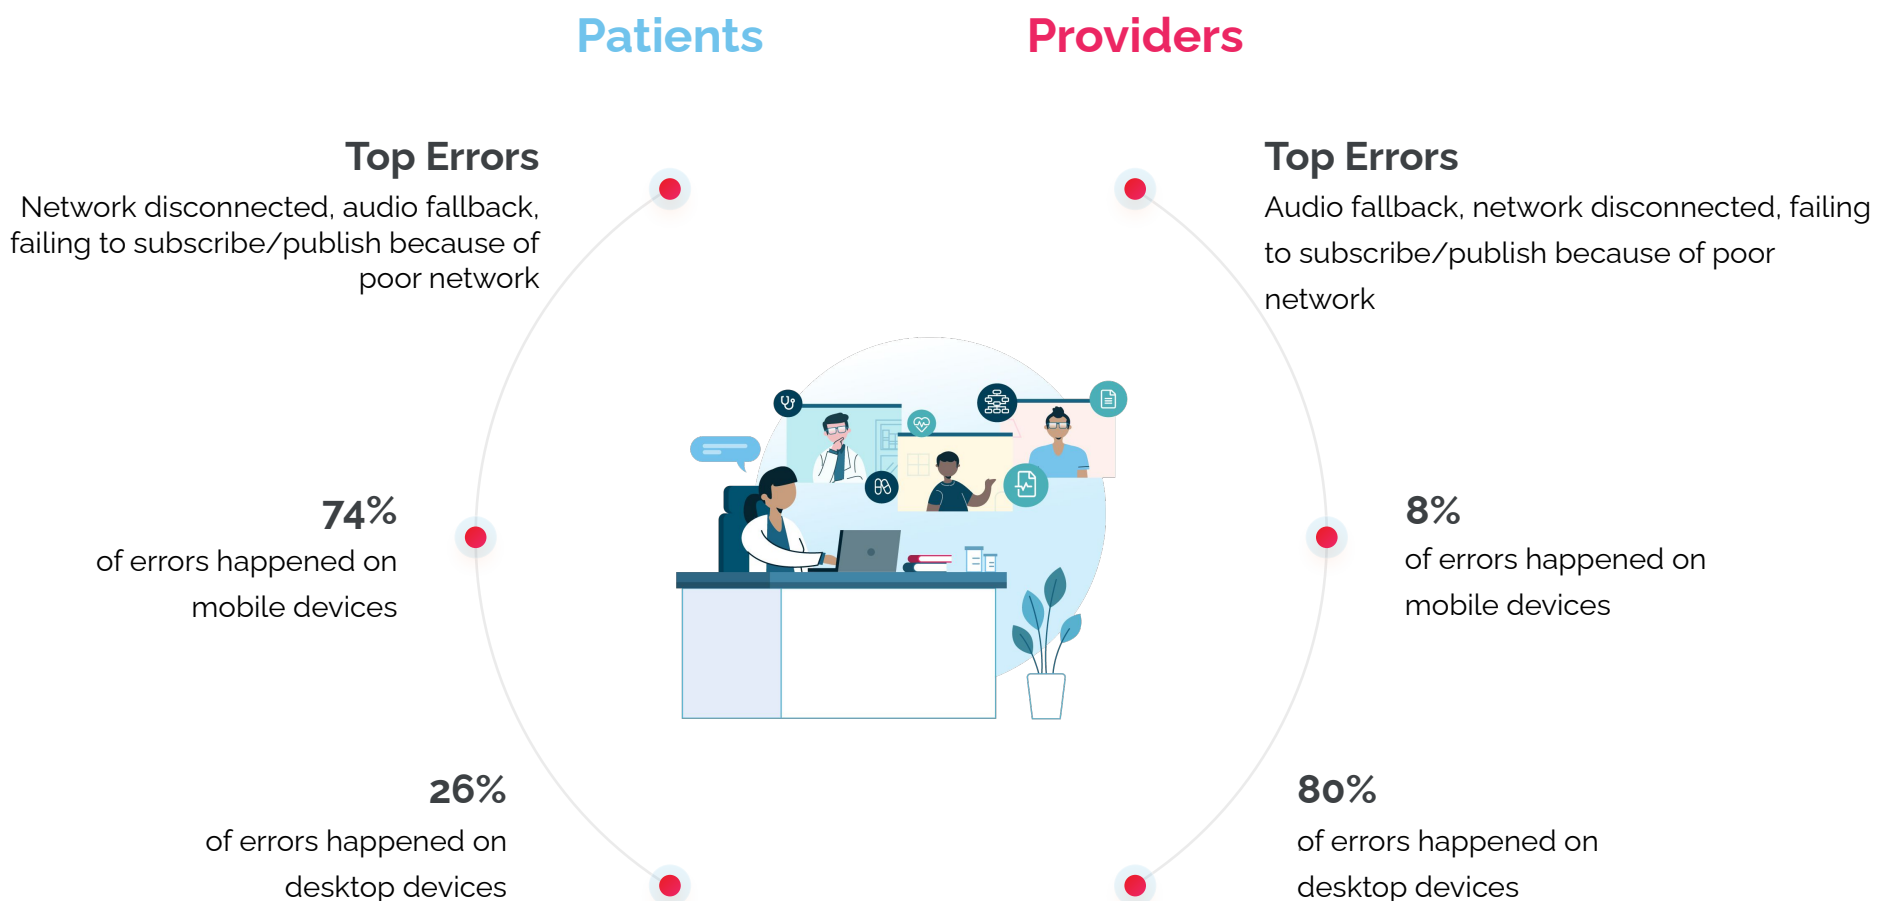 Patients
Providers
Top Errors
Network disconnected, audio fallback,
failing to subscribe/publish because of
poor network
74%
of errors happened on
mobile devices
26%
of errors happened on
desktop devices
Top Errors
Audio fallback, network disconnected, failing
to subscribe/publish because of poor
network
8%
of errors happened on
mobile devices
80%
of errors happened on
desktop devices